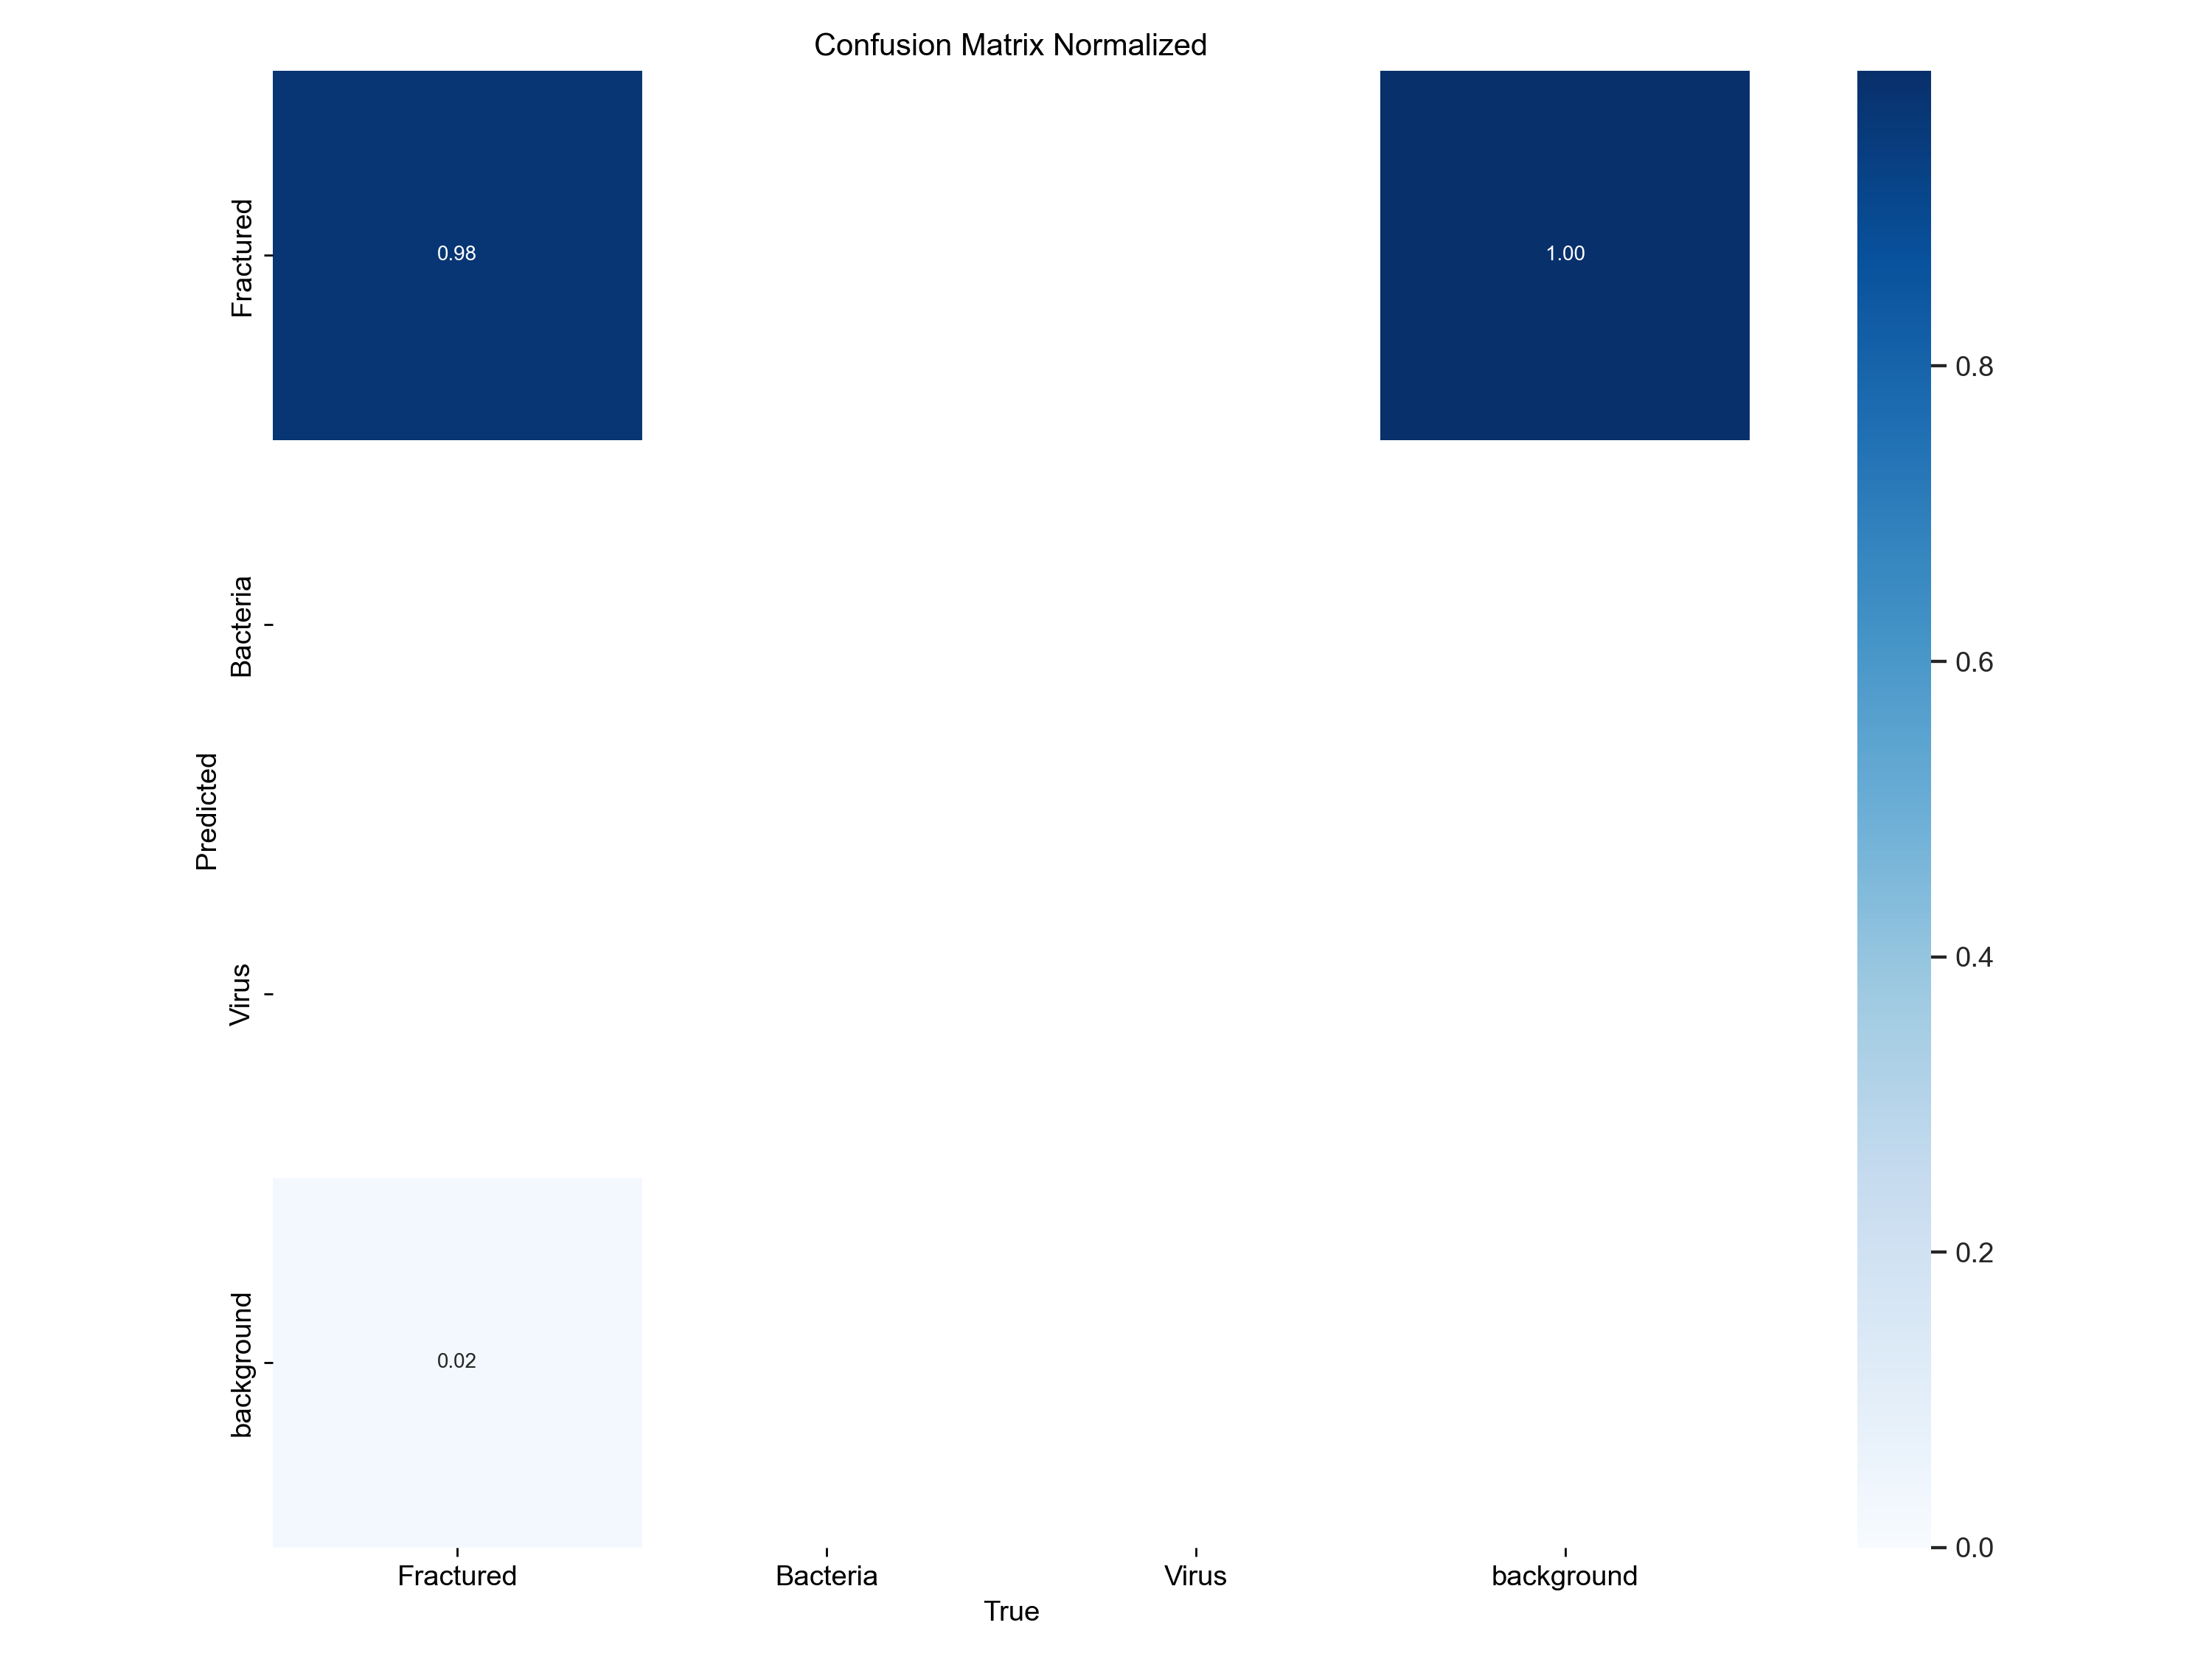 Confusion Matrix Normalized
Fractured
0.98
1.00
Bacteria
Virus
background
0.02
Predicted
Fractured
Bacteria
Virus
background
True
0.8
0.6
0.4
0.2
0.0